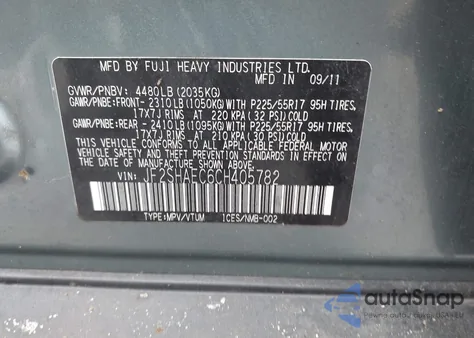 MFD BY FUJI HEAVY INDUSTRIES LTD.
IN 09/11
GVWR/PNBV: 4480LB (2035KG)
GAWR/PNBE: FRONT- 2310LB (1050KG) WITH P225/55R17 95H TIRES,
17X7J RIMS AT 220 KPA (32 PSI) COLD
GAWR/PNBE: REAR - 2410LB (1095KG) WITH P225/55R17 95H TIRES,
17X7J RIMS AT 210 KPA (30 PSI) COLD
THIS VEHICLE CONFORMS TO ALL APPLICABLE
FEDERAL MOTOR VEHICLE SAFETY STANDARDS
IN EFFECT ON THE DATE OF MANUFACTURE
SHOWN ABOVE.
VIN: JF2SHAEC6CH405782
TYPE:MPV/VTUM ICES/NMB-002
autoSnap